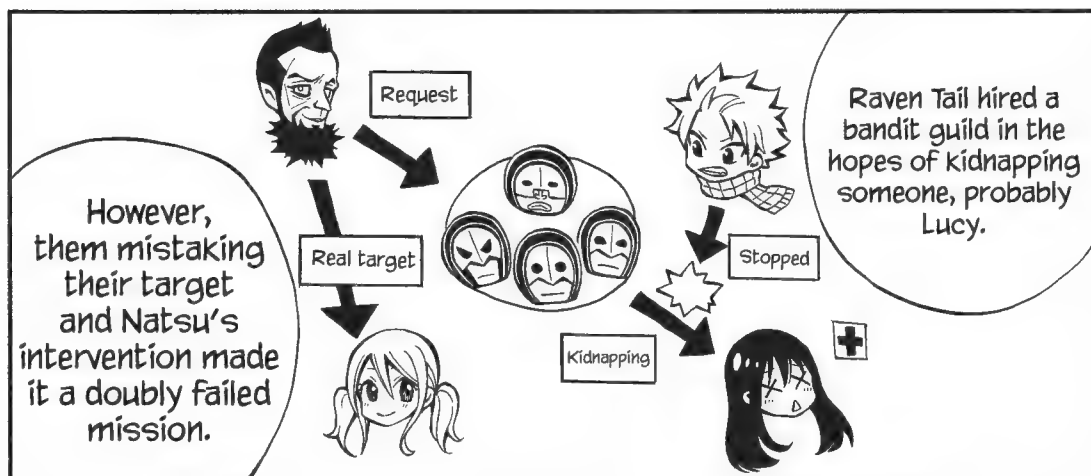 Raven Tail hired a
bandit guild in the
hopes of kidnapping
someone, probably
Lucy.
Request
Real target
Stopped
Kidnapping
However,
them mistaking
their target
and Natsu's
intervention made
it a doubly failed
mission.